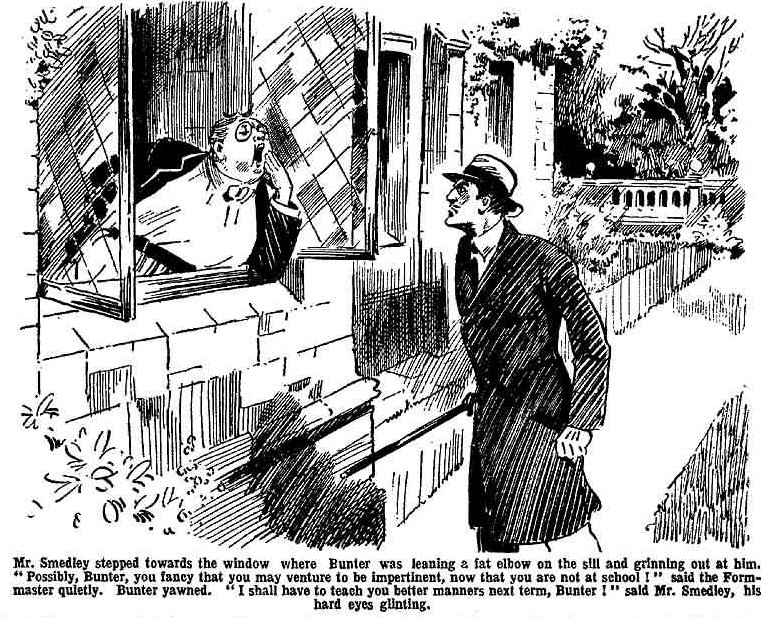 Mr. Smedley stepped towards the window where Bunter was leaning a fat elbow on the sill and grinning out at him.
“ Possibly, Bunter, you fancy that you may venture to be impertinent, now that you are not at school ! ” said the Form-
master quietly. Bunter yawned. “ I shall have to teach you better manners next term, Bunter ! ” said Mr. Smedley, his
hard eyes glinting.